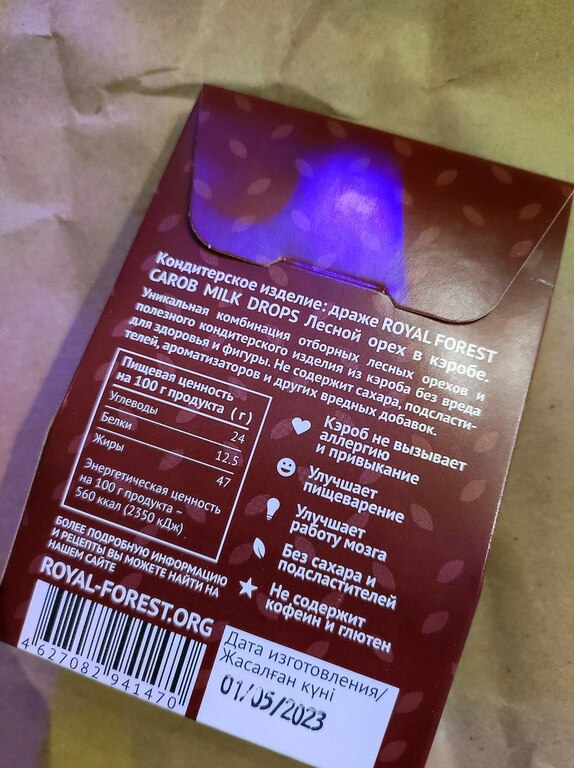 Кондитерское изделие: драже ROYAL FOREST
CAROB MILK DROPS Лесной орех в кэробе.
Уникальная комбинация отборных лесных орехов и
полезного кондитерского изделия из кэроба без вреда
для здоровья и фигуры. Не содержит сахара, подсласти-
телей, ароматизаторов и других вредных добавок.
Пищевая ценность
на 100 г продукта (г)
Углеводы 24
Белки 12.5
Жиры 47
Энергетическая ценность
на 100 г продукта –
560 ккал (2350 кДж)
Кэроб не вызывает
аллергию
и привыкание
Улучшает
пищеварение
Улучшает
работу мозга
Без сахара и
подсластителей
Не содержит
кофеин и глютен
БОЛЕЕ ПОДРОБНУЮ ИНФОРМАЦИЮ
И РЕЦЕПТЫ ВЫ МОЖЕТЕ НАЙТИ НА
НАШЕМ САЙТЕ
ROYAL-FOREST.ORG
4 627082 941470
Дата изготовления/
Жасалған күні
01/05/2023